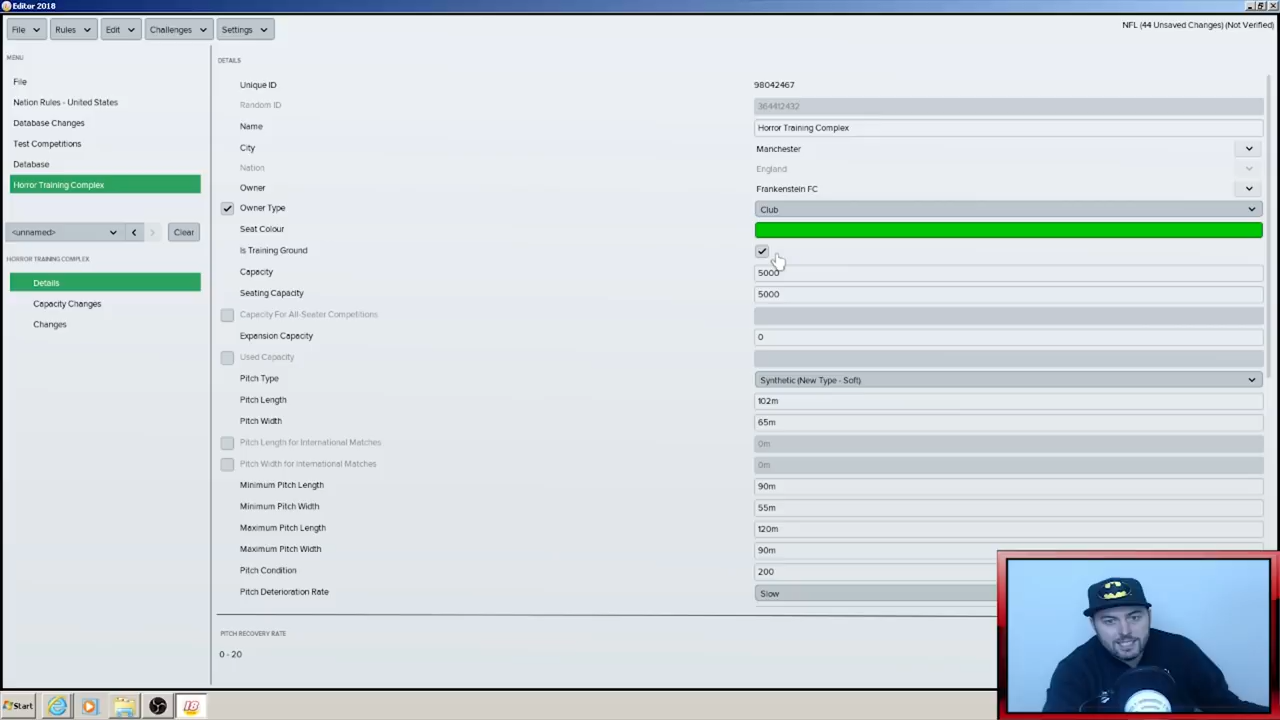 Editor 2018
File Rules Edit Challenges Settings NFL (44 Unsaved Changes) (Not Verified)
MENU
File
Nation Rules - United States
Database Changes
Test Competitions
Database
Horror Training Complex
<unnamed> Clear
HORROR TRAINING COMPLEX
Details
Capacity Changes
Changes
DETAILS
Unique ID 98042467
Random ID 364412432
Name Horror Training Complex
City Manchester
Nation England
Owner Frankenstein FC
Owner Type Club
Seat Colour
Is Training Ground
Capacity 5000
Seating Capacity 5000
Capacity For All-Seater Competitions
Expansion Capacity 0
Used Capacity
Pitch Type Synthetic (New Type - Soft)
Pitch Length 102m
Pitch Width 65m
Pitch Length for International Matches 0m
Pitch Width for International Matches 0m
Minimum Pitch Length 90m
Minimum Pitch Width 55m
Maximum Pitch Length 120m
Maximum Pitch Width 90m
Pitch Condition 200
Pitch Deterioration Rate Slow
PITCH RECOVERY RATE
0 - 20
Start 18